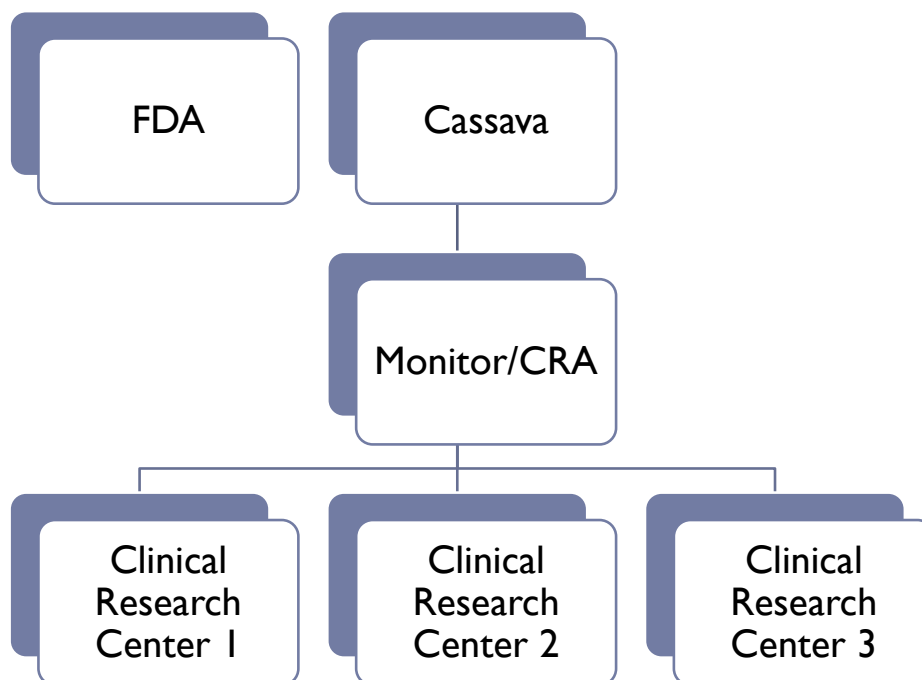 FDA
Cassava
Monitor/CRA
Clinical
Research
Center 1
Clinical
Research
Center 2
Clinical
Research
Center 3